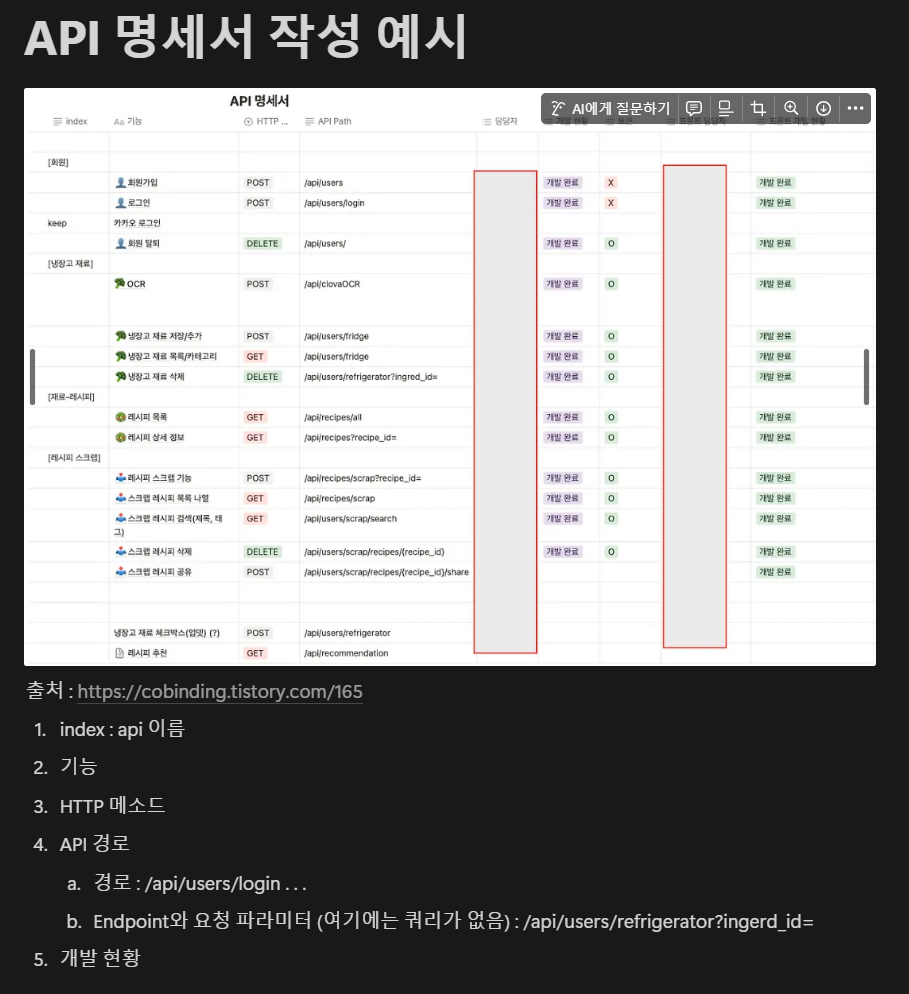 API 명세서 작성 예시
API 명세서
AI에게 질문하기
index Aa 기능 HTTP ... API Path 담당자 개발 현황 토큰 프론트 담당자 프론트 개발 현황
[회원]
회원가입 POST /api/users 개발 완료 X 개발 완료
로그인 POST /api/users/login 개발 완료 X 개발 완료
keep 카카오 로그인
회원 탈퇴 DELETE /api/users/ 개발 완료 O 개발 완료
[냉장고 재료]
OCR POST /api/clovaOCR 개발 완료 O 개발 완료
냉장고 재료 저장/추가 POST /api/users/fridge 개발 완료 O 개발 완료
냉장고 재료 목록/카테고리 GET /api/users/fridge 개발 완료 O 개발 완료
냉장고 재료 삭제 DELETE /api/users/refrigerator?ingred_id= 개발 완료 O 개발 완료
[재료-레시피]
레시피 목록 GET /api/recipes/all 개발 완료 O 개발 완료
레시피 상세 정보 GET /api/recipes?recipe_id= 개발 완료 O 개발 완료
[레시피 스크랩]
레시피 스크랩 기능 POST /api/recipes/scrap?recipe_id= 개발 완료 O 개발 완료
스크랩 레시피 목록 나열 GET /api/recipes/scrap 개발 완료 O 개발 완료
스크랩 레시피 검색(제목, 태 GET /api/users/scrap/search 개발 완료 O 개발 완료
그)
스크랩 레시피 삭제 DELETE /api/users/scrap/recipes/{recipe_id} 개발 완료 O 개발 완료
스크랩 레시피 공유 POST /api/users/scrap/recipes/{recipe_id}/share 개발 완료
냉장고 재료 체크박스(업뎃) (?) POST /api/users/refrigerator
레시피 추천 GET /api/recommendation
출처 : https://cobinding.tistory.com/165
1. index : api 이름
2. 기능
3. HTTP 메소드
4. API 경로
a. 경로 : /api/users/login . . .
b. Endpoint와 요청 파라미터 (여기에는 쿼리가 없음) : /api/users/refrigerator?ingerd_id=
5. 개발 현황